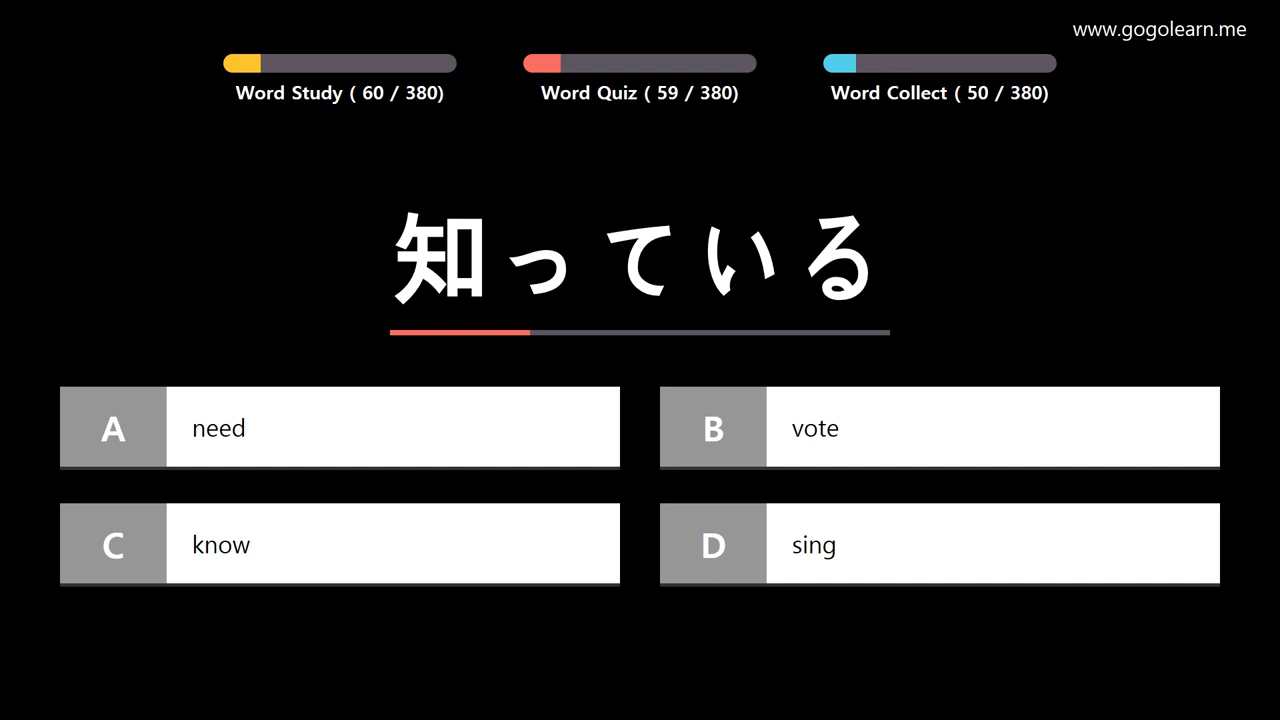 www.gogolearn.me
Word Study ( 60 / 380)
Word Quiz ( 59 / 380)
Word Collect ( 50 / 380)
知っている
A need
B vote
C know
D sing